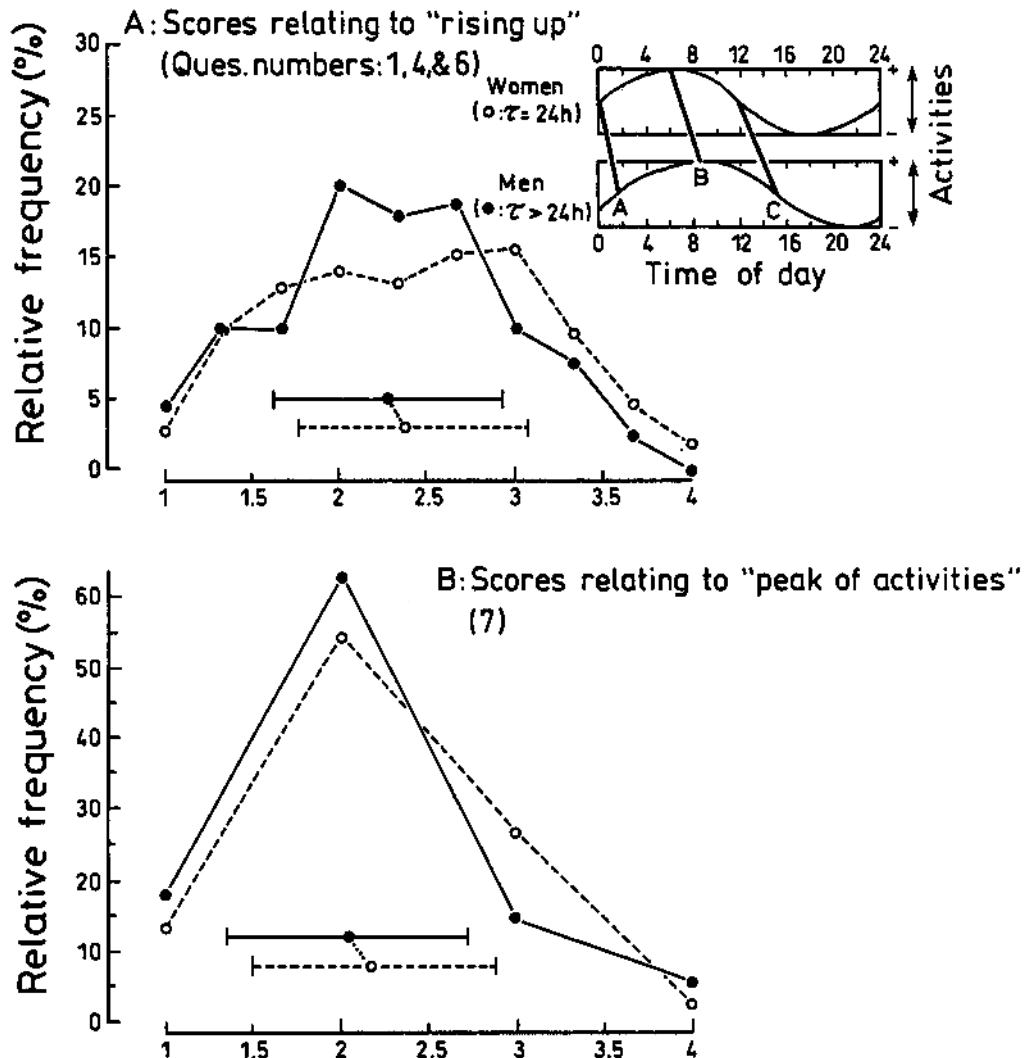 A: Scores relating to "rising up"
(Ques. numbers: 1, 4, & 6)
Relative frequency (%)
30
25
20
15
10
5
0
1
1.5
2
2.5
3
3.5
4
0 4 8 12 16 20 24
Women
(o: τ = 24h)
+
-
Activities
Men
(●: τ > 24h)
A
B
C
+
-
0 4 8 12 16 20 24
Time of day
B: Scores relating to "peak of activities"
(7)
Relative frequency (%)
60
50
40
30
20
10
0
1
1.5
2
2.5
3
3.5
4